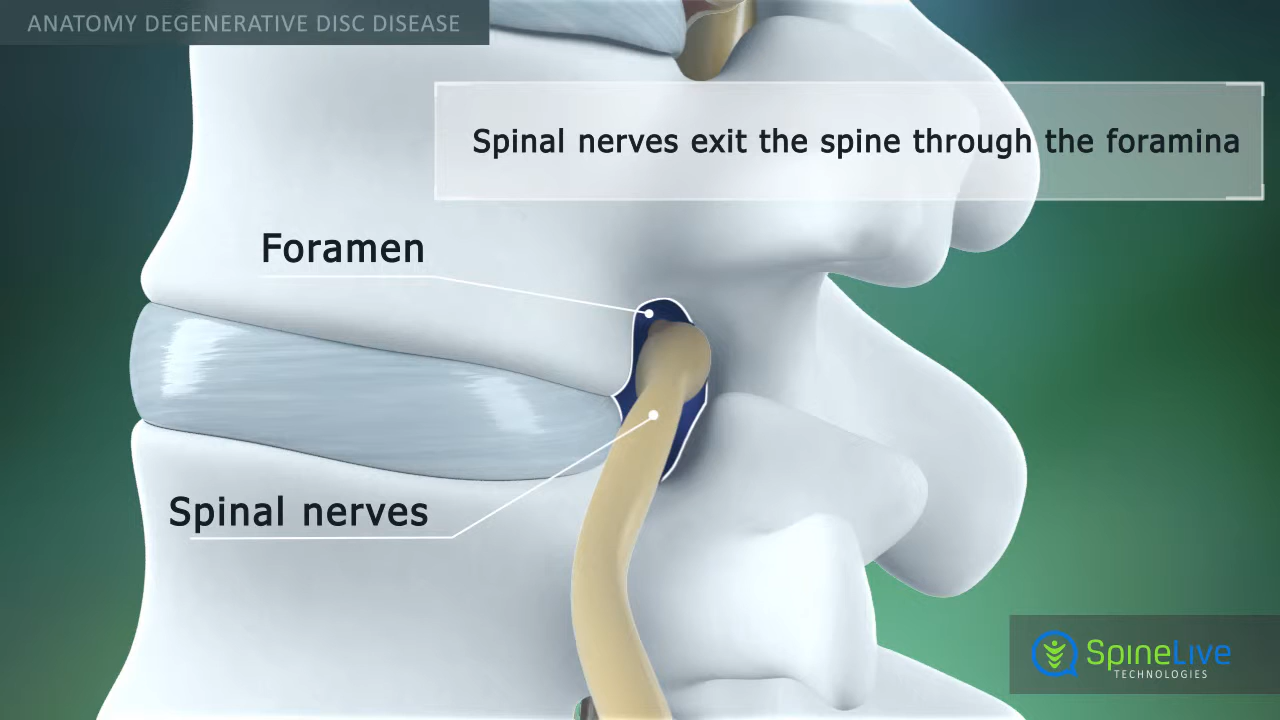 ANATOMY DEGENERATIVE DISC DISEASE
Spinal nerves exit the spine through the foramina
Foramen
Spinal nerves
SpineLive
TECHNOLOGIES